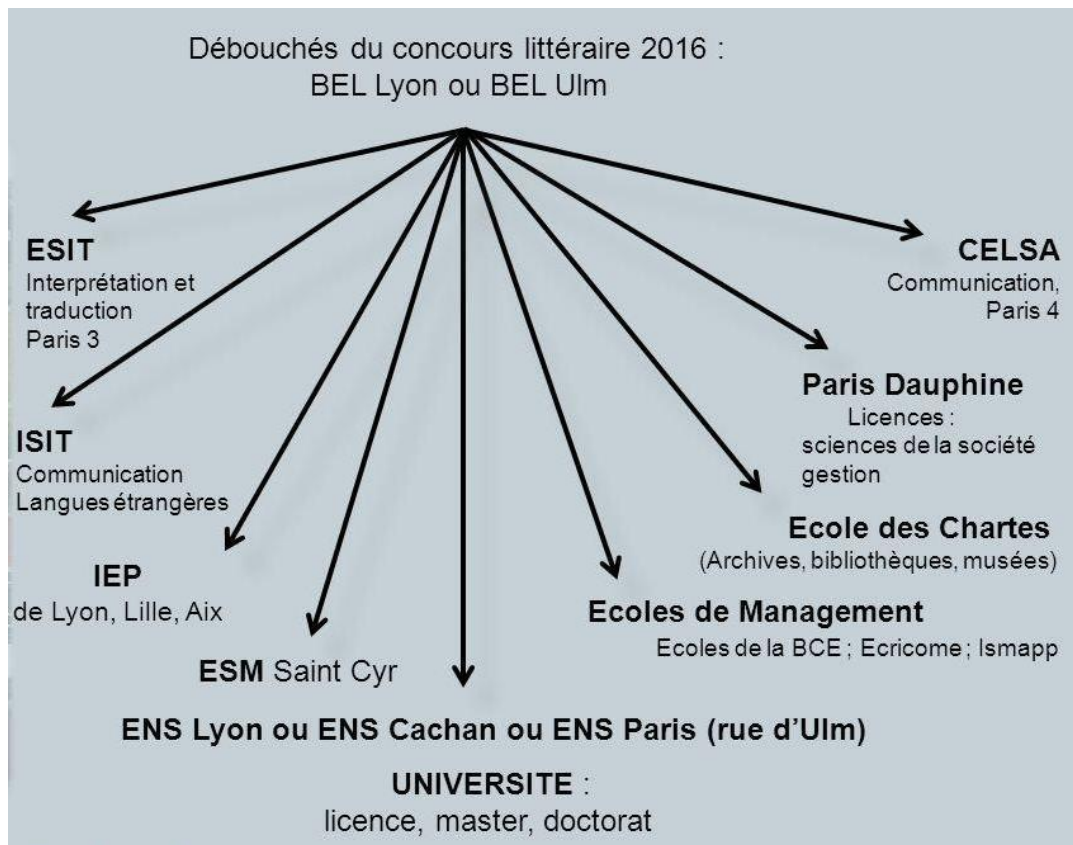 Débouchés du concours littéraire 2016 :
BEL Lyon ou BEL Ulm
ESIT
Interprétation et
traduction
Paris 3
CELSA
Communication,
Paris 4
ISIT
Communication
Langues étrangères
Paris Dauphine
Licences :
sciences de la société
gestion
IEP
de Lyon, Lille, Aix
Ecole des Chartes
(Archives, bibliothèques, musées)
ESM Saint Cyr
Ecoles de Management
Ecoles de la BCE ; Ecricome ; Ismapp
ENS Lyon ou ENS Cachan ou ENS Paris (rue d'Ulm)
UNIVERSITE :
licence, master, doctorat